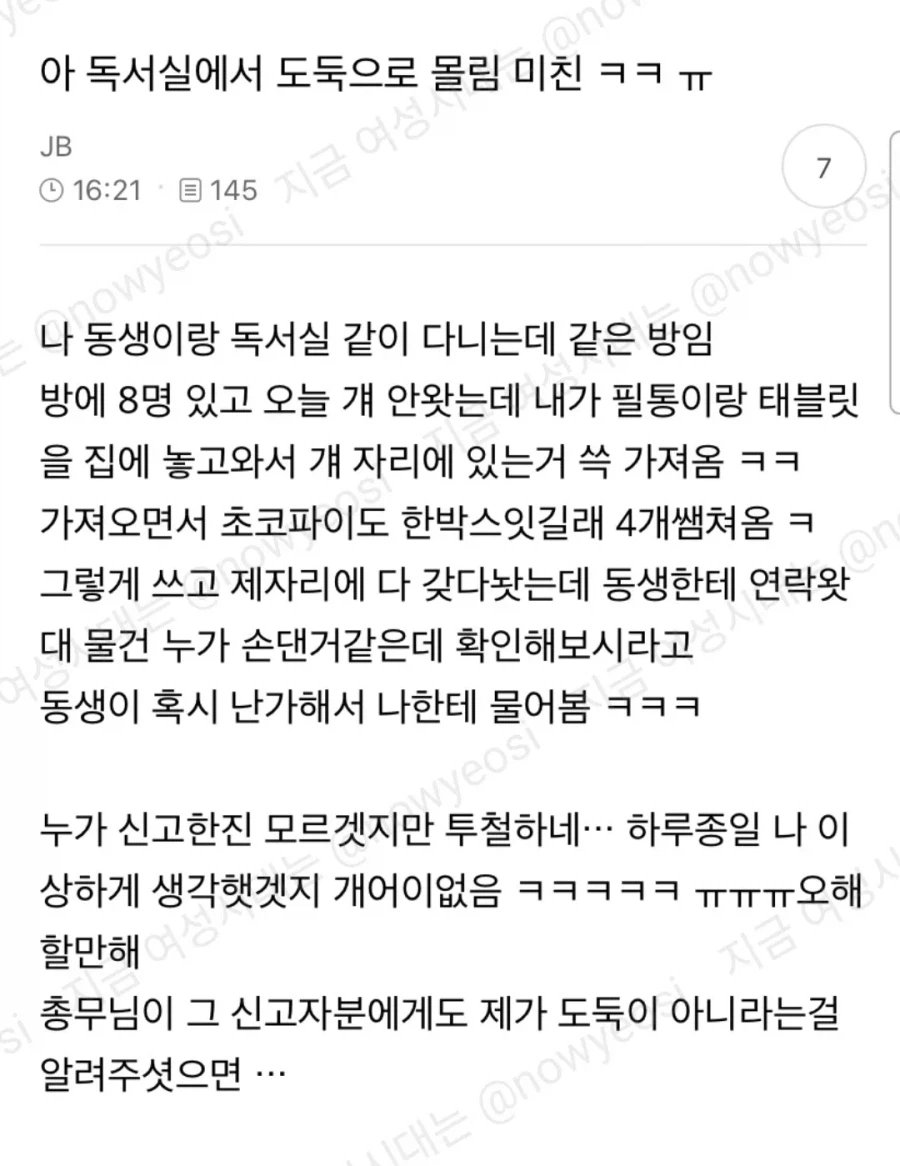 아 독서실에서 도둑으로 몰림 미친 ㅋㅋ ㅠ
JB
7
16:21 · 145
나 동생이랑 독서실 같이 다니는데 같은 방임
방에 8명 있고 오늘 걔 안왓는데 내가 필통이랑 태블릿
을 집에 놓고와서 걔 자리에 있는거 쓱 가져옴 ㅋㅋ
가져오면서 초코파이도 한박스잇길래 4개쌤쳐옴 ㅋ
그렇게 쓰고 제자리에 다 갖다놧는데 동생한테 연락왓
대 물건 누가 손댄거같은데 확인해보시라고
동생이 혹시 난가해서 나한테 물어봄 ㅋㅋㅋ
누가 신고한진 모르겟지만 투철하네… 하루종일 나 이
상하게 생각햇겟지 개어이없음 ㅋㅋㅋㅋㅋ ㅠㅠㅠ오해
할만해
총무님이 그 신고자분에게도 제가 도둑이 아니라는걸
알려주셧으면 …
지금 여성시대는 @nowyeosi